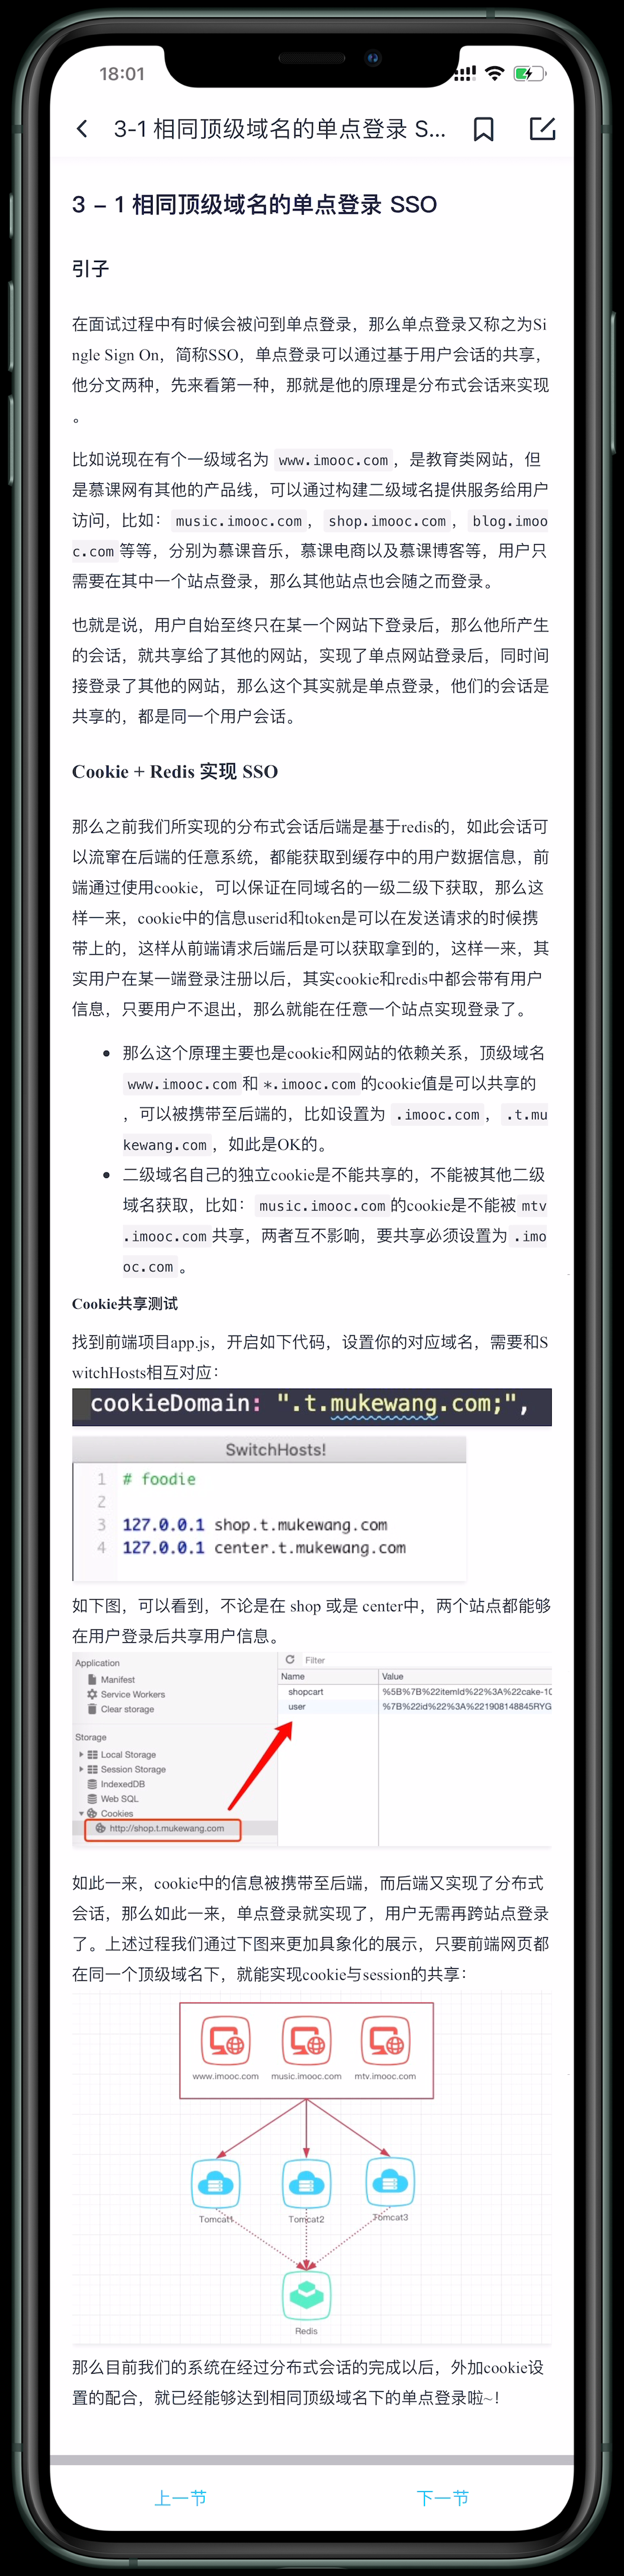 18:01
3-1 相同顶级域名的单点登录 S...
3 – 1 相同顶级域名的单点登录 SSO
引子
在面试过程中有时候会被问到单点登录，那么单点登录又称之为Si
ngle Sign On，简称SSO，单点登录可以通过基于用户会话的共享，
他分文两种，先来看第一种，那就是他的原理是分布式会话来实现
。
比如说现在有个一级域名为 www.imooc.com，是教育类网站，但
是慕课网有其他的产品线，可以通过构建二级域名提供服务给用户
访问，比如：music.imooc.com，shop.imooc.com，blog.imoo
c.com等等，分别为慕课音乐，慕课电商以及慕课博客等，用户只
需要在其中一个站点登录，那么其他站点也会随之而登录。
也就是说，用户自始至终只在某一个网站下登录后，那么他所产生
的会话，就共享给了其他的网站，实现了单点网站登录后，同时间
接登录了其他的网站，那么这个其实就是单点登录，他们的会话是
共享的，都是同一个用户会话。
Cookie + Redis 实现 SSO
那么之前我们所实现的分布式会话后端是基于redis的，如此会话可
以流窜在后端的任意系统，都能获取到缓存中的用户数据信息，前
端通过使用cookie，可以保证在同域名的一级二级下获取，那么这
样一来，cookie中的信息userid和token是可以在发送请求的时候携
带上的，这样从前端请求后端后是可以获取拿到的，这样一来，其
实用户在某一端登录注册以后，其实cookie和redis中都会带有用户
信息，只要用户不退出，那么就能在任意一个站点实现登录了。
• 那么这个原理主要也是cookie和网站的依赖关系，顶级域名
www.imooc.com和*.imooc.com的cookie值是可以共享的
，可以被携带至后端的，比如设置为 .imooc.com，.t.mu
kewang.com，如此是OK的。
• 二级域名自己的独立cookie是不能共享的，不能被其他二级
域名获取，比如：music.imooc.com的cookie是不能被mtv
.imooc.com共享，两者互不影响，要共享必须设置为.imo
oc.com。
Cookie共享测试
找到前端项目app.js，开启如下代码，设置你的对应域名，需要和S
witchHosts相互对应：
cookieDomain: ".t.mukewang.com;",
SwitchHosts!
1 # foodie
2
3 127.0.0.1 shop.t.mukewang.com
4 127.0.0.1 center.t.mukewang.com
如下图，可以看到，不论是在 shop 或是 center中，两个站点都能够
在用户登录后共享用户信息。
Application
Manifest
Service Workers
Clear storage
Storage
Local Storage
Session Storage
IndexedDB
Web SQL
Cookies
http://shop.t.mukewang.com
Filter
Name Value
shopcart %5B%7B%22itemId%22%3A%22cake-10
user %7B%22id%22%3A%221908148845RYG
如此一来，cookie中的信息被携带至后端，而后端又实现了分布式
会话，那么如此一来，单点登录就实现了，用户无需再跨站点登录
了。上述过程我们通过下图来更加具象化的展示，只要前端网页都
在同一个顶级域名下，就能实现cookie与session的共享：
www.imooc.com music.imooc.com mtv.imooc.com
Tomcat1 Tomcat2 Tomcat3
Redis
那么目前我们的系统在经过分布式会话的完成以后，外加cookie设
置的配合，就已经能够达到相同顶级域名下的单点登录啦~！
上一节 下一节